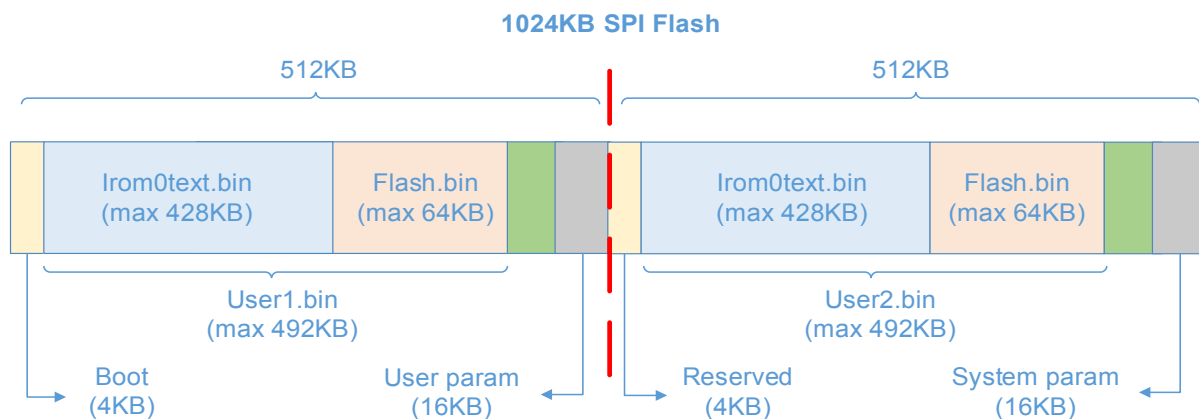 1024KB SPI Flash
512KB
512KB
Irom0text.bin
(max 428KB)
Flash.bin
(max 64KB)
Irom0text.bin
(max 428KB)
Flash.bin
(max 64KB)
User1.bin
(max 492KB)
User2.bin
(max 492KB)
Boot
(4KB)
User param
(16KB)
Reserved
(4KB)
System param
(16KB)